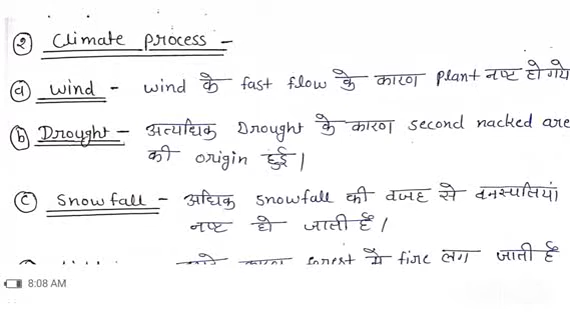 ② Climate process -
ⓐ wind - wind के fast flow के कारण plant नष्ट हो गये
ⓑ Drought - अत्यधिक Drought के कारण second nacked are
की origin हुई।
ⓒ snowfall - अधिक snowfall की वजह से वनस्पतियां
नष्ट हो जाती है।
कारण forest मे fire लग जाती है
8:08 AM